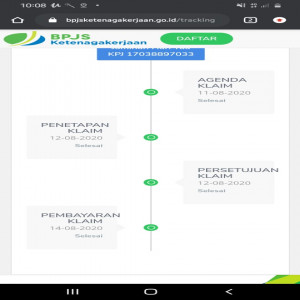 10:08
bpjsketenagakerjaan.go.id/tracking
BPJS
Ketenagakerjaan
DAFTAR
KPJ 17038897033
AGENDA
KLAIM
11-08-2020
Selesai
PENETAPAN
KLAIM
12-08-2020
Selesai
PERSETUJUAN
KLAIM
12-08-2020
Selesai
PEMBAYARAN
KLAIM
14-08-2020
Selesai